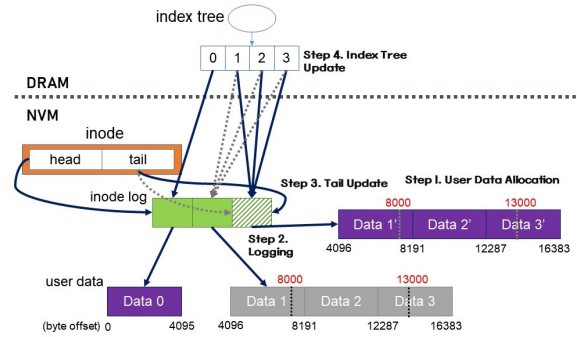 index tree
0 1 2 3
Step 4. Index Tree
Update
DRAM
NVM
inode
head tail
Step 3. Tail Update
Step 1. User Data Allocation
inode log
8000 13000
Data 1' Data 2' Data 3'
4096 8191 12287 16383
Step 2.
Logging
user data
8000 13000
Data 0
Data 1 Data 2 Data 3
(byte offset) 0 4095
4096 8191 12287 16383